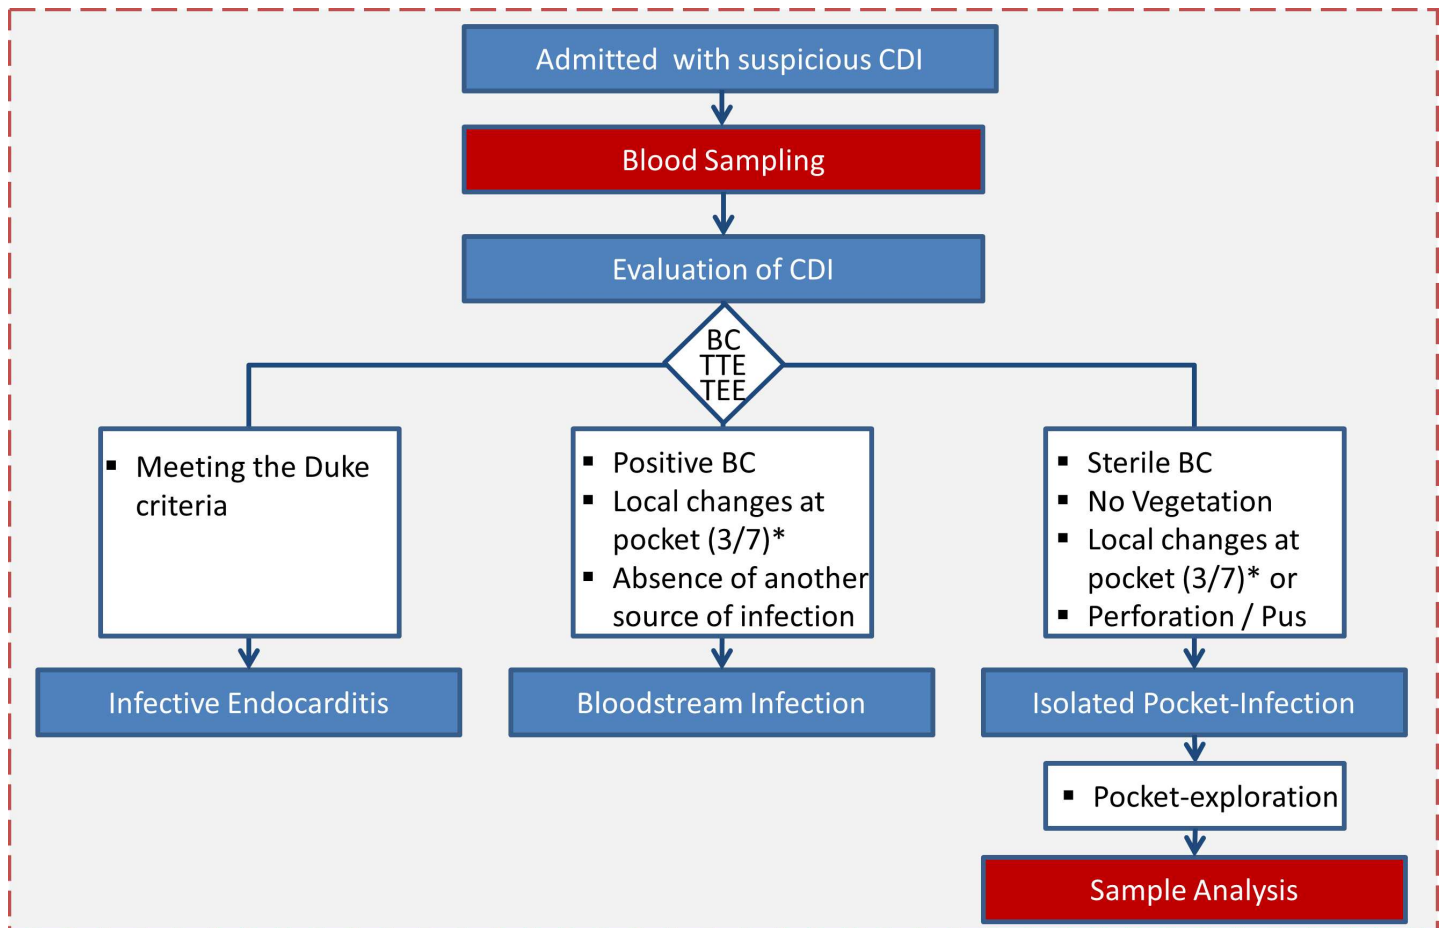 Admitted with suspicious CDI
Blood Sampling
Evaluation of CDI
BC
TTE
TEE
▪ Meeting the Duke
criteria
▪ Positive BC
▪ Local changes at
pocket (3/7)*
▪ Absence of another
source of infection
▪ Sterile BC
▪ No Vegetation
▪ Local changes at
pocket (3/7)* or
▪ Perforation / Pus
Infective Endocarditis
Bloodstream Infection
Isolated Pocket-Infection
▪ Pocket-exploration
Sample Analysis